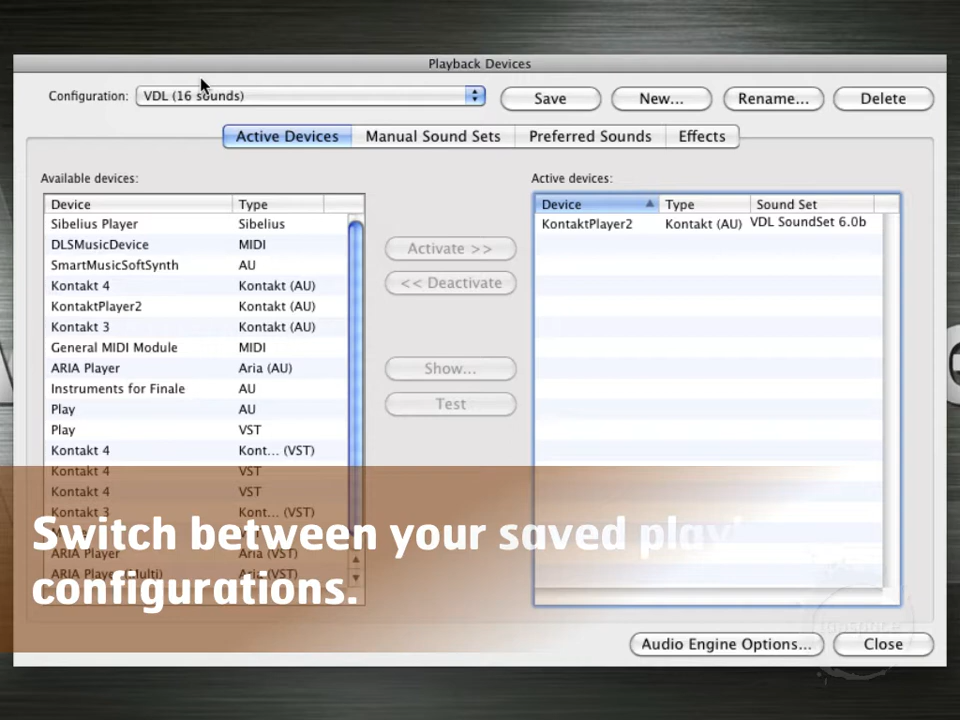 Playback Devices
Configuration: VDL (16 sounds) Save New... Rename... Delete
Active Devices Manual Sound Sets Preferred Sounds Effects
Available devices: Active devices:
Device Type Device Type Sound Set
Sibelius Player Sibelius KontaktPlayer2 Kontakt (AU) VDL SoundSet 6.0b
DLSMusicDevice MIDI
SmartMusicSoftSynth AU
Kontakt 4 Kontakt (AU)
KontaktPlayer2 Kontakt (AU)
Kontakt 3 Kontakt (AU)
General MIDI Module MIDI
ARIA Player Aria (AU)
Instruments for Finale AU
Play AU
Play VST
Kontakt 4 Kont... (VST)
Kontakt 4 VST
Kontakt 4 VST
Kontakt 3 Kont... (VST)
ARIA Player Aria (VST)
ARIA Player (Multi) Aria (VST)
Activate >>
<< Deactivate
Show...
Test
Switch between your saved
configurations.
Audio Engine Options... Close